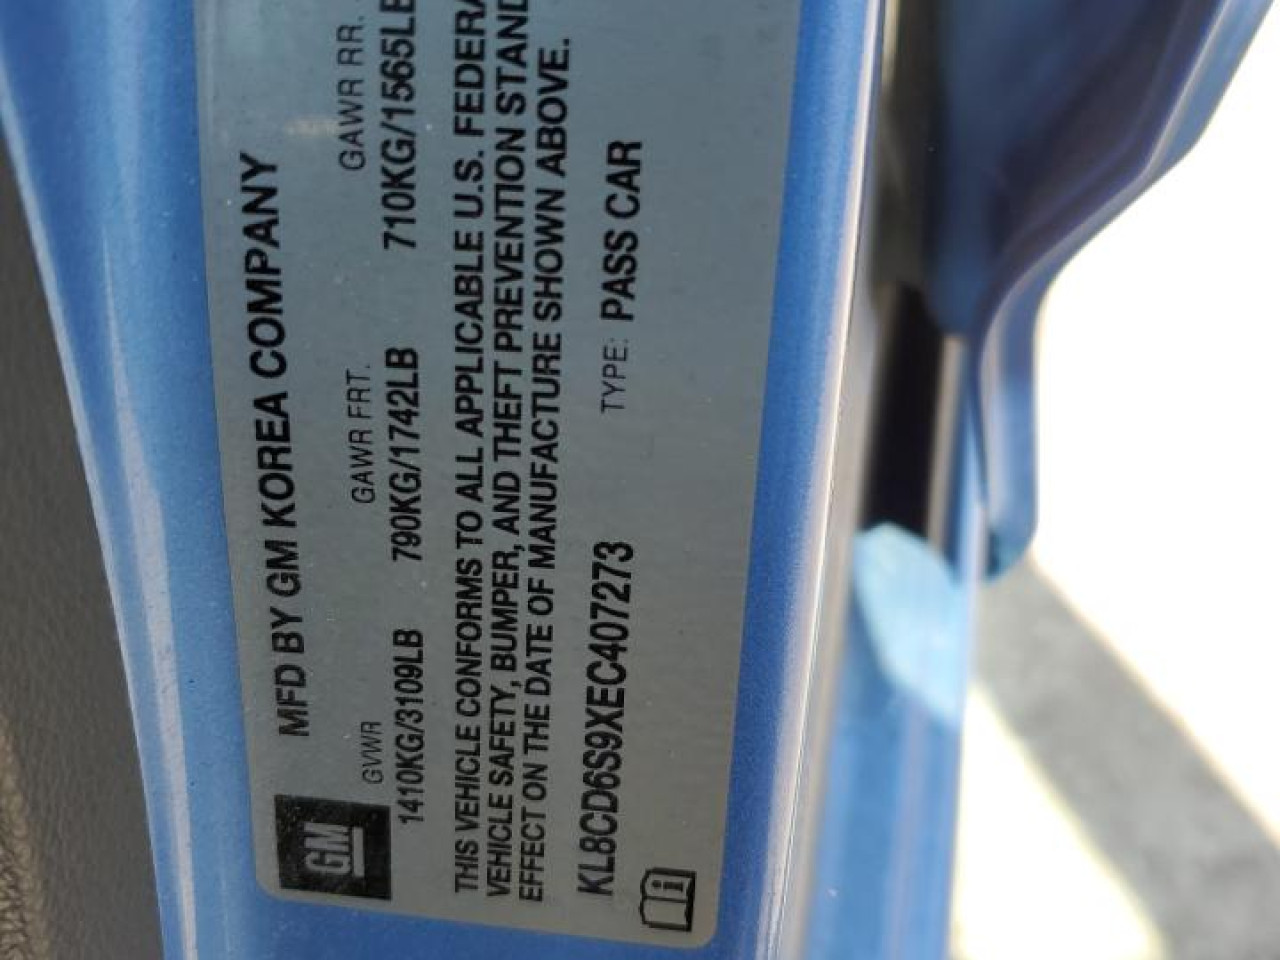 GM
MFD BY GM KOREA COMPANY
GVWR GAWR FRT. GAWR RR.
1410KG/3109LB 790KG/1742LB 710KG/1565LB
THIS VEHICLE CONFORMS TO ALL APPLICABLE U.S.
VEHICLE SAFETY, BUMPER, AND THEFT PREVENTION
EFFECT ON THE DATE OF MANUFACTURE SHOWN ABOVE.
KL8CD6S9XEC407273 TYPE: PASS CAR